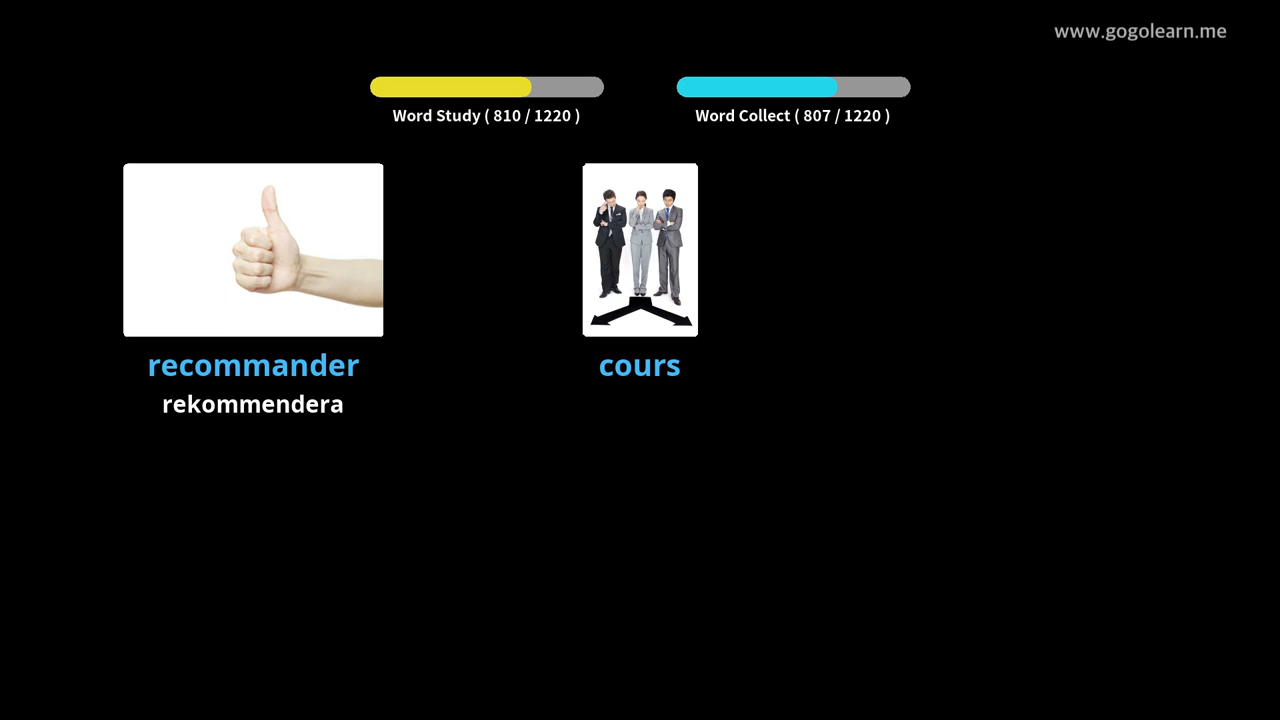 www.gogolearn.me
Word Study ( 810 / 1220 )
Word Collect ( 807 / 1220 )
recommander
rekommendera
cours